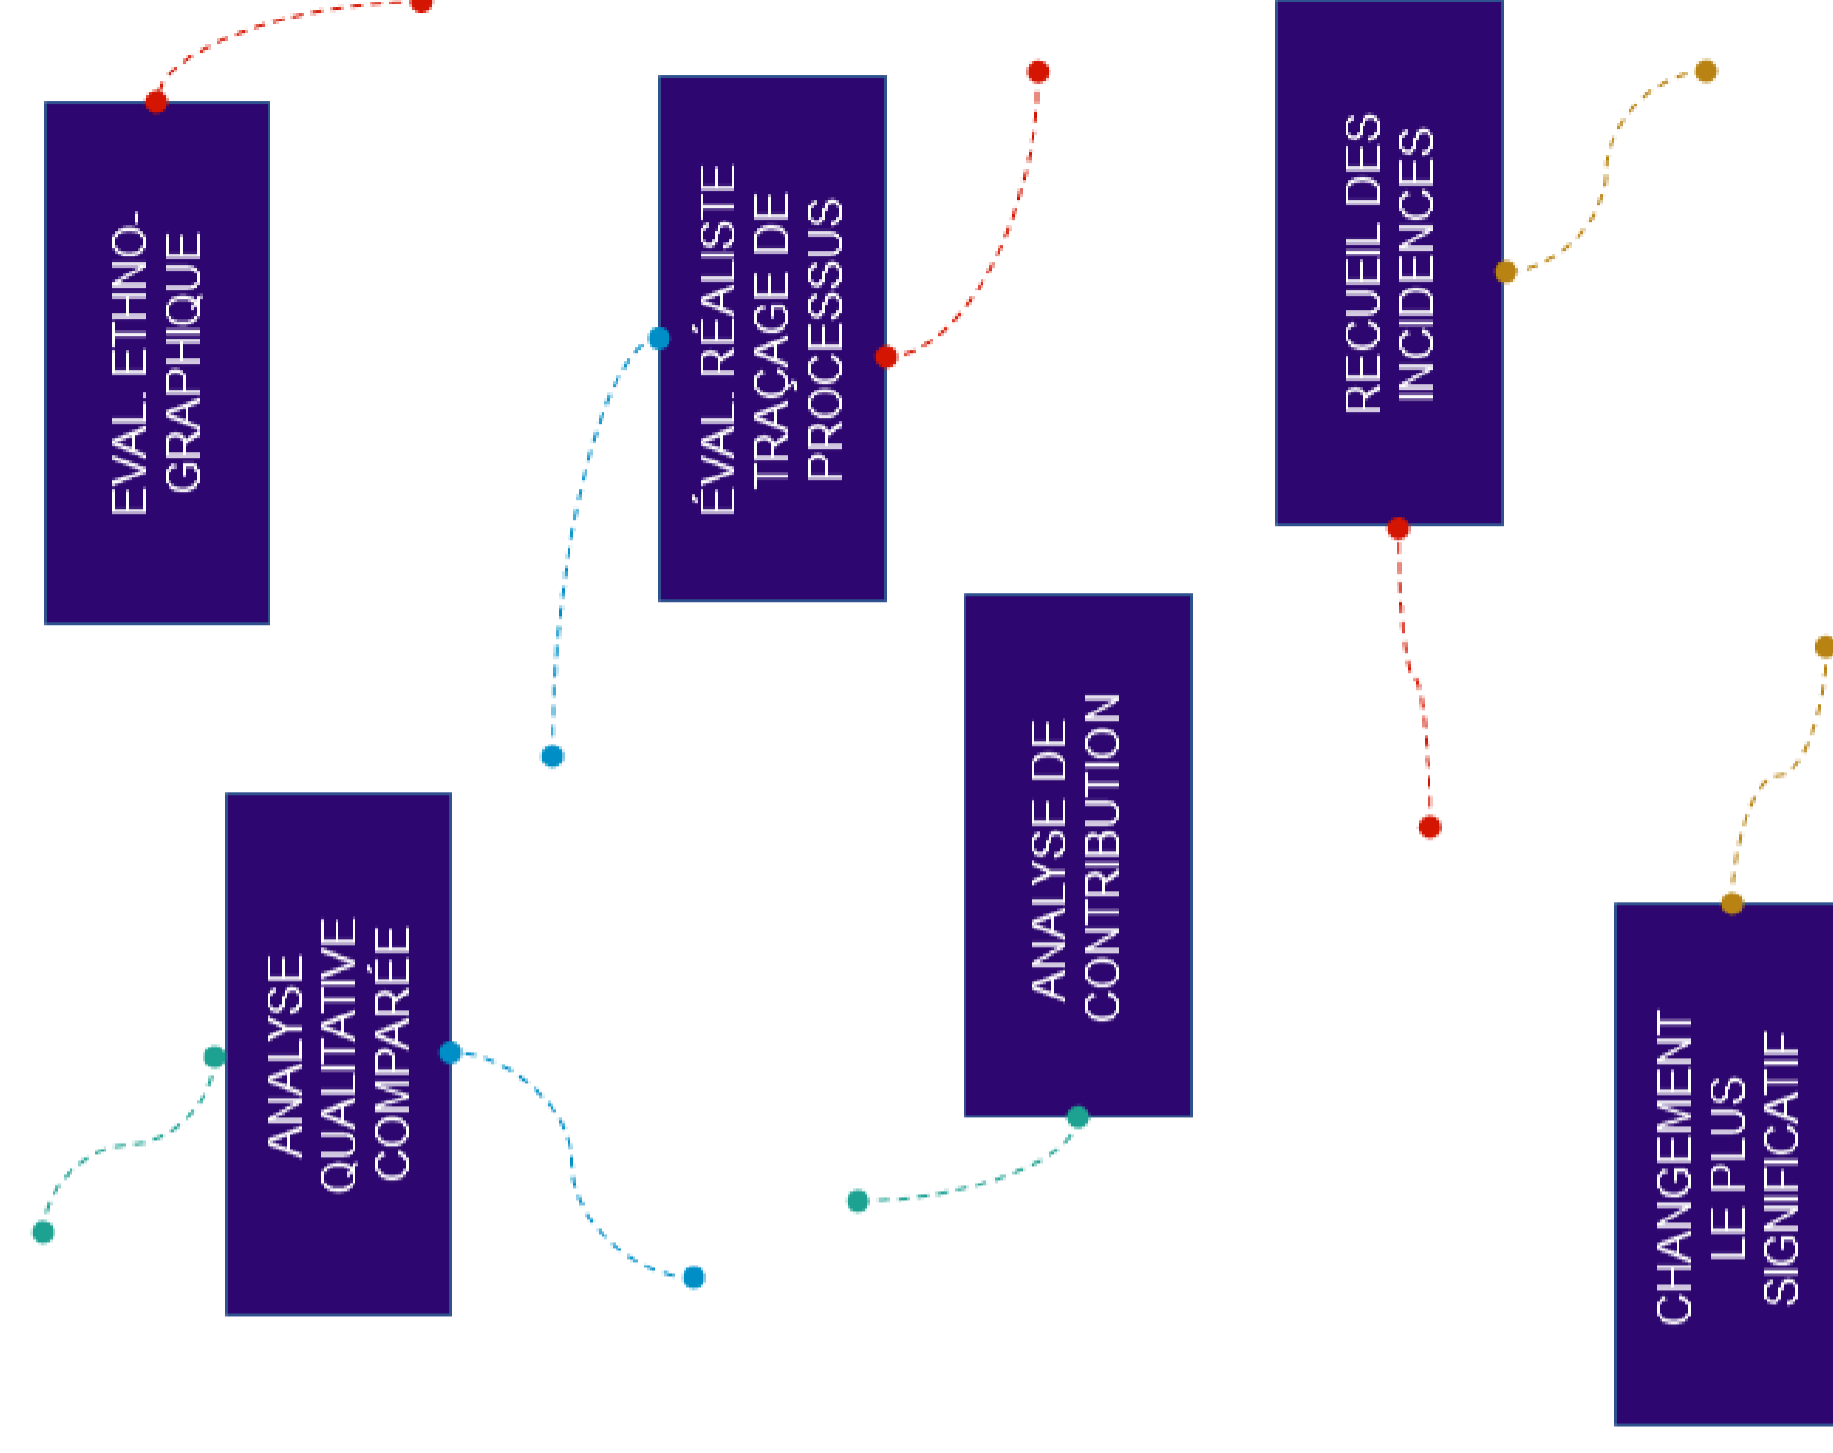 EVAL. ETHNO-
GRAPHIQUE
ÉVAL. RÉALISTE
TRAÇAGE DE
PROCESSUS
RECUEIL DES
INCIDENCES
ANALYSE DE
CONTRIBUTION
ANALYSE
QUALITATIVE
COMPARÉE
CHANGEMENT
LE PLUS
SIGNIFICATIF